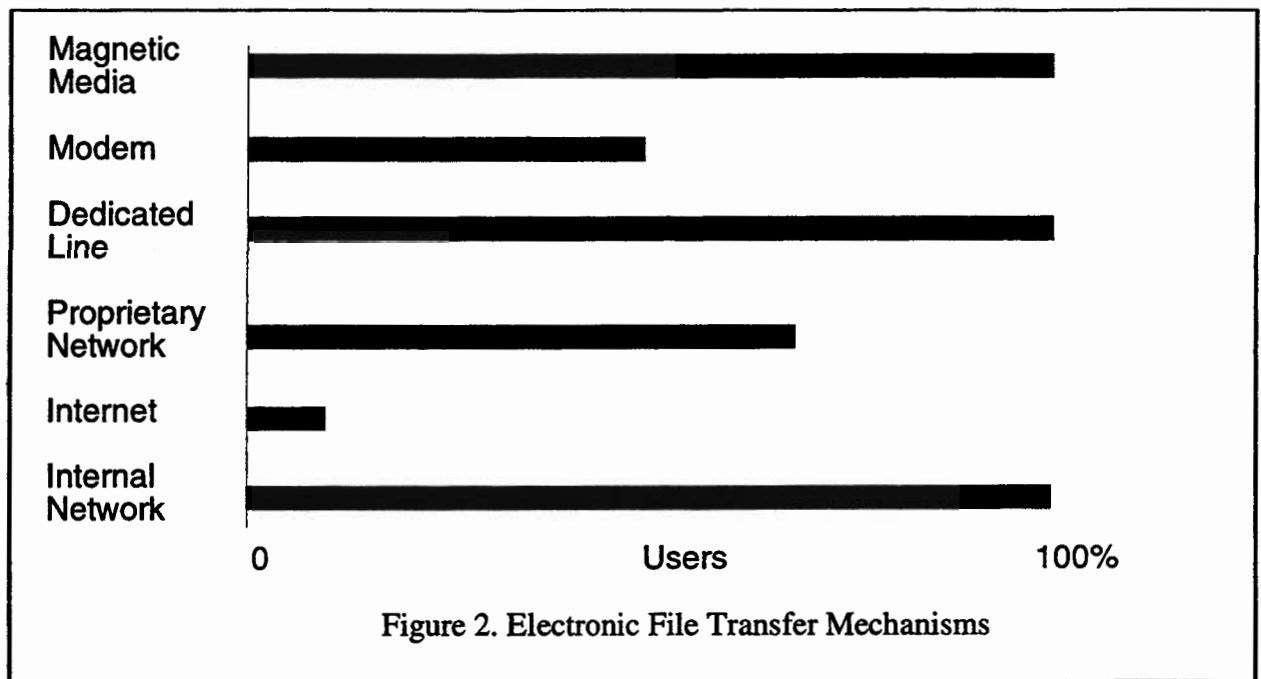 Magnetic
Media
Modem
Dedicated
Line
Proprietary
Network
Internet
Internal
Network
0 Users 100%
Figure 2. Electronic File Transfer Mechanisms